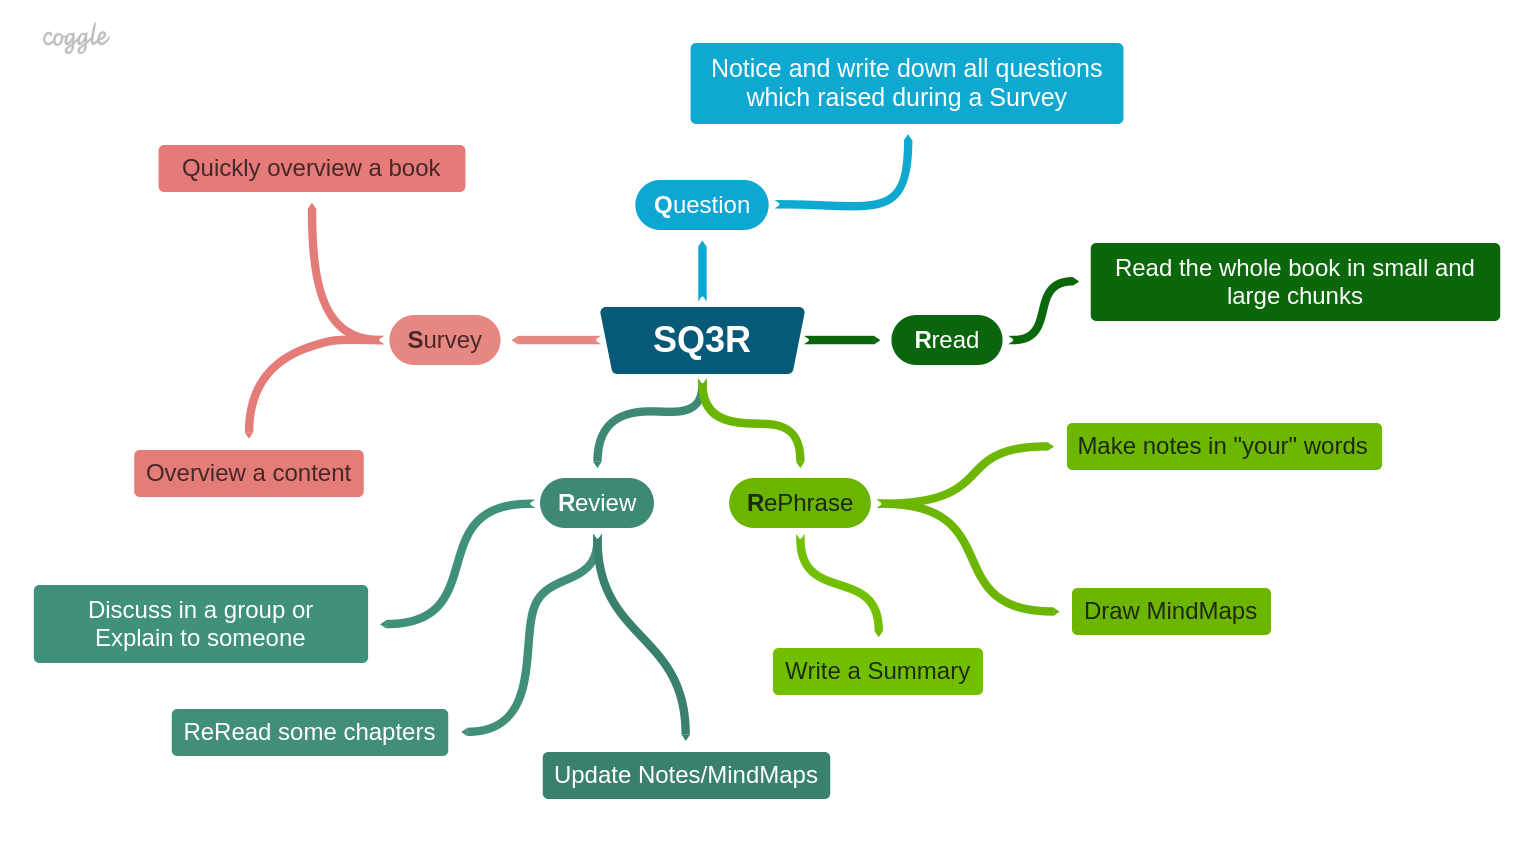 coggle
Notice and write down all questions
which raised during a Survey
Quickly overview a book
Question
Read the whole book in small and
large chunks
Survey
SQ3R
Rread
Make notes in "your" words
Overview a content
Review
RePhrase
Discuss in a group or
Explain to someone
Draw MindMaps
Write a Summary
ReRead some chapters
Update Notes/MindMaps